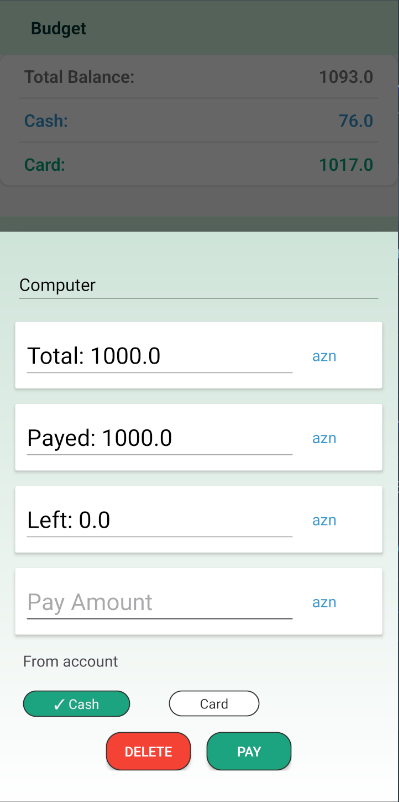 Budget
Total Balance: 1093.0
Cash: 76.0
Card: 1017.0
Computer
Total: 1000.0 azn
Payed: 1000.0 azn
Left: 0.0 azn
Pay Amount azn
From account
✓ Cash Card
DELETE PAY